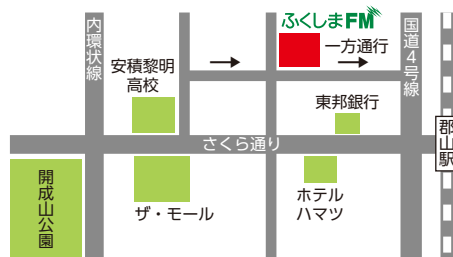 ふくしまFM
内環状線
国道4号線
一方通行
安積黎明
高校
東邦銀行
さくら通り
郡山駅
開成山公園
ザ・モール
ホテル
ハマツ